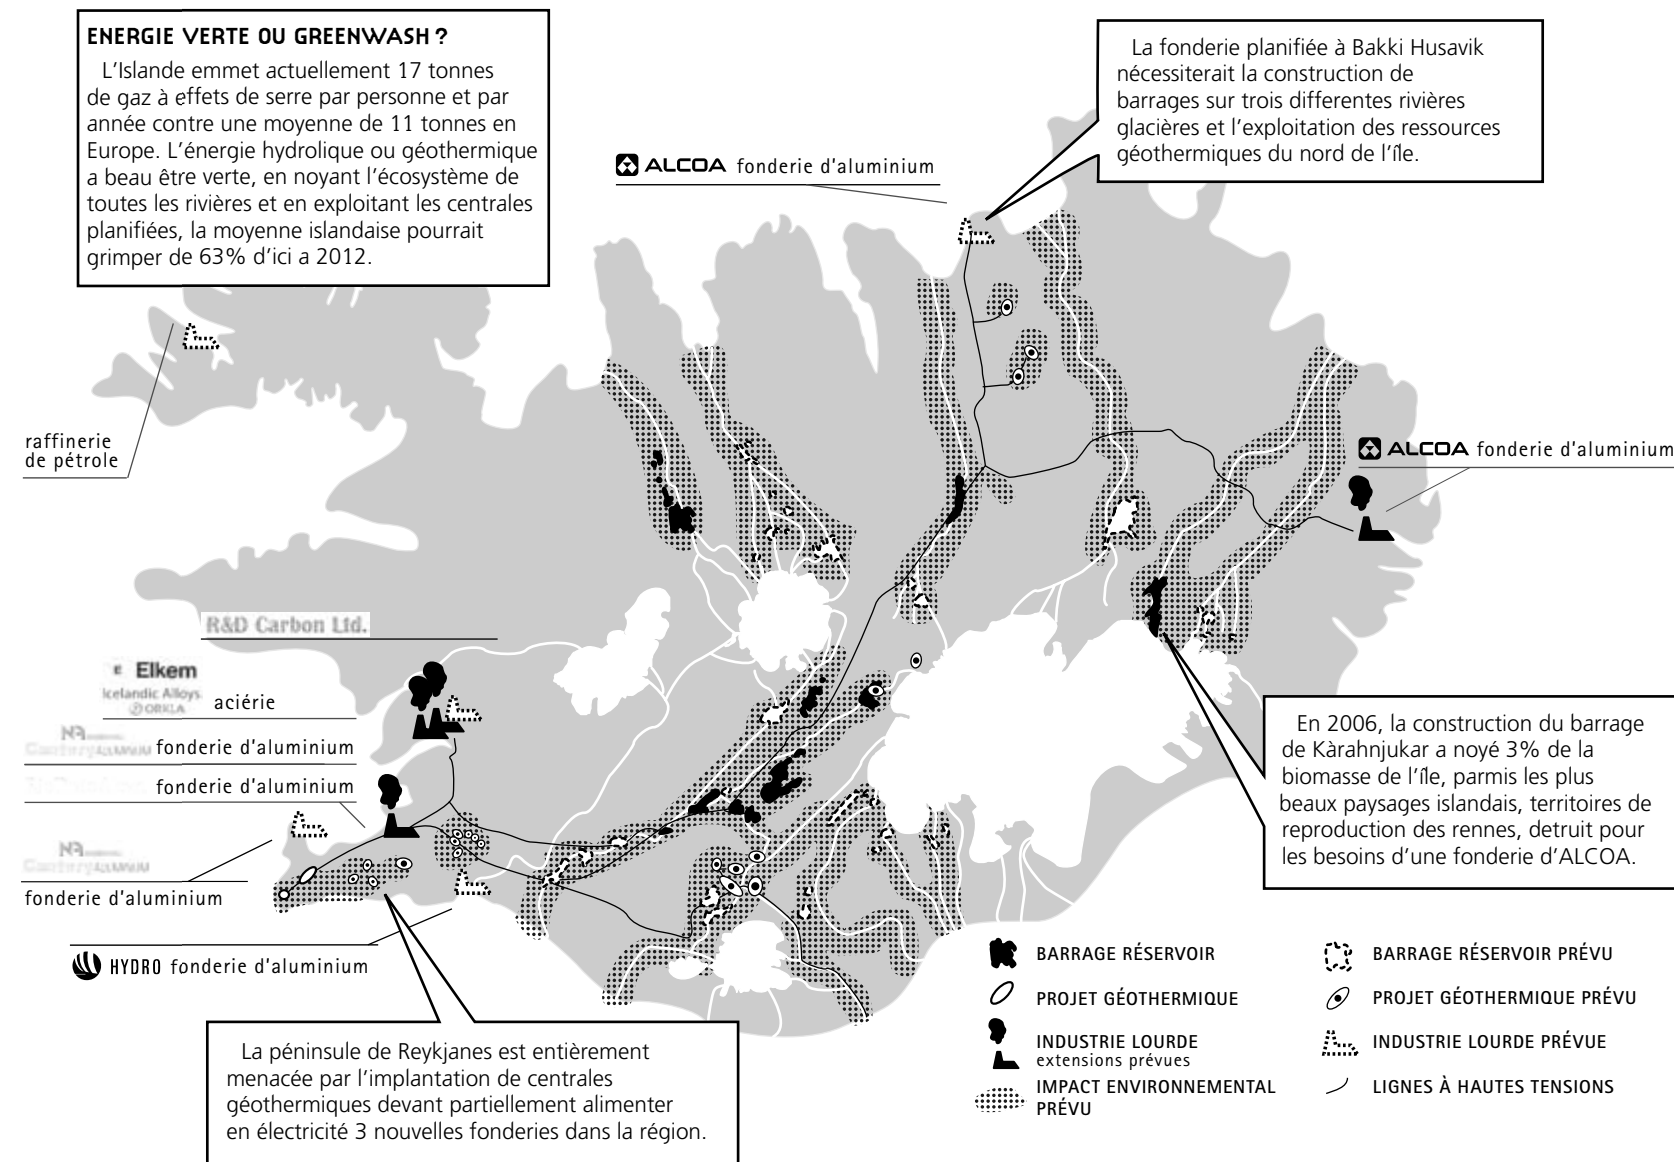 ENERGIE VERTE OU GREENWASH ?
L'Islande emmet actuellement 17 tonnes
de gaz à effets de serre par personne et par
année contre une moyenne de 11 tonnes en
Europe. L'énergie hydrolique ou géothermique
a beau être verte, en noyant l'écosystème de
toutes les rivières et en exploitant les centrales
planifiées, la moyenne islandaise pourrait
grimper de 63% d'ici a 2012.
La fonderie planifiée à Bakki Husavik
nécessiterait la construction de
barrages sur trois differentes rivières
glacières et l'exploitation des ressources
géothermiques du nord de l'île.
ALCOA fonderie d'aluminium
raffinerie
de pétrole
ALCOA fonderie d'aluminium
R&D Carbon Ltd.
Elkem
Icelandic Alloys
ORKLA
aciérie
fonderie d'aluminium
fonderie d'aluminium
fonderie d'aluminium
HYDRO fonderie d'aluminium
En 2006, la construction du barrage
de Kàrahnjukar a noyé 3% de la
biomasse de l'île, parmis les plus
beaux paysages islandais, territoires de
reproduction des rennes, detruit pour
les besoins d'une fonderie d'ALCOA.
La péninsule de Reykjanes est entièrement
menacée par l'implantation de centrales
géothermiques devant partiellement alimenter
en électricité 3 nouvelles fonderies dans la région.
BARRAGE RÉSERVOIR
PROJET GÉOTHERMIQUE
INDUSTRIE LOURDE
extensions prévues
IMPACT ENVIRONNEMENTAL
PRÉVU
BARRAGE RÉSERVOIR PRÉVU
PROJET GÉOTHERMIQUE PRÉVU
INDUSTRIE LOURDE PRÉVUE
LIGNES À HAUTES TENSIONS